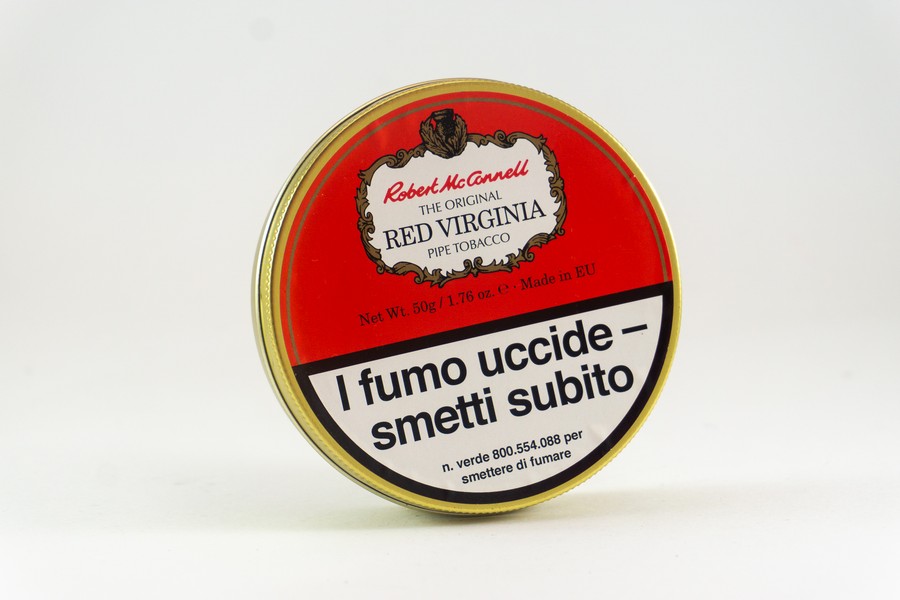 Robert McConnell
THE ORIGINAL
RED VIRGINIA
PIPE TOBACCO
Net Wt. 50g / 1.76 oz. ℮ · Made in EU
I fumo uccide –
smetti subito
n. verde 800.554.088 per
smettere di fumare